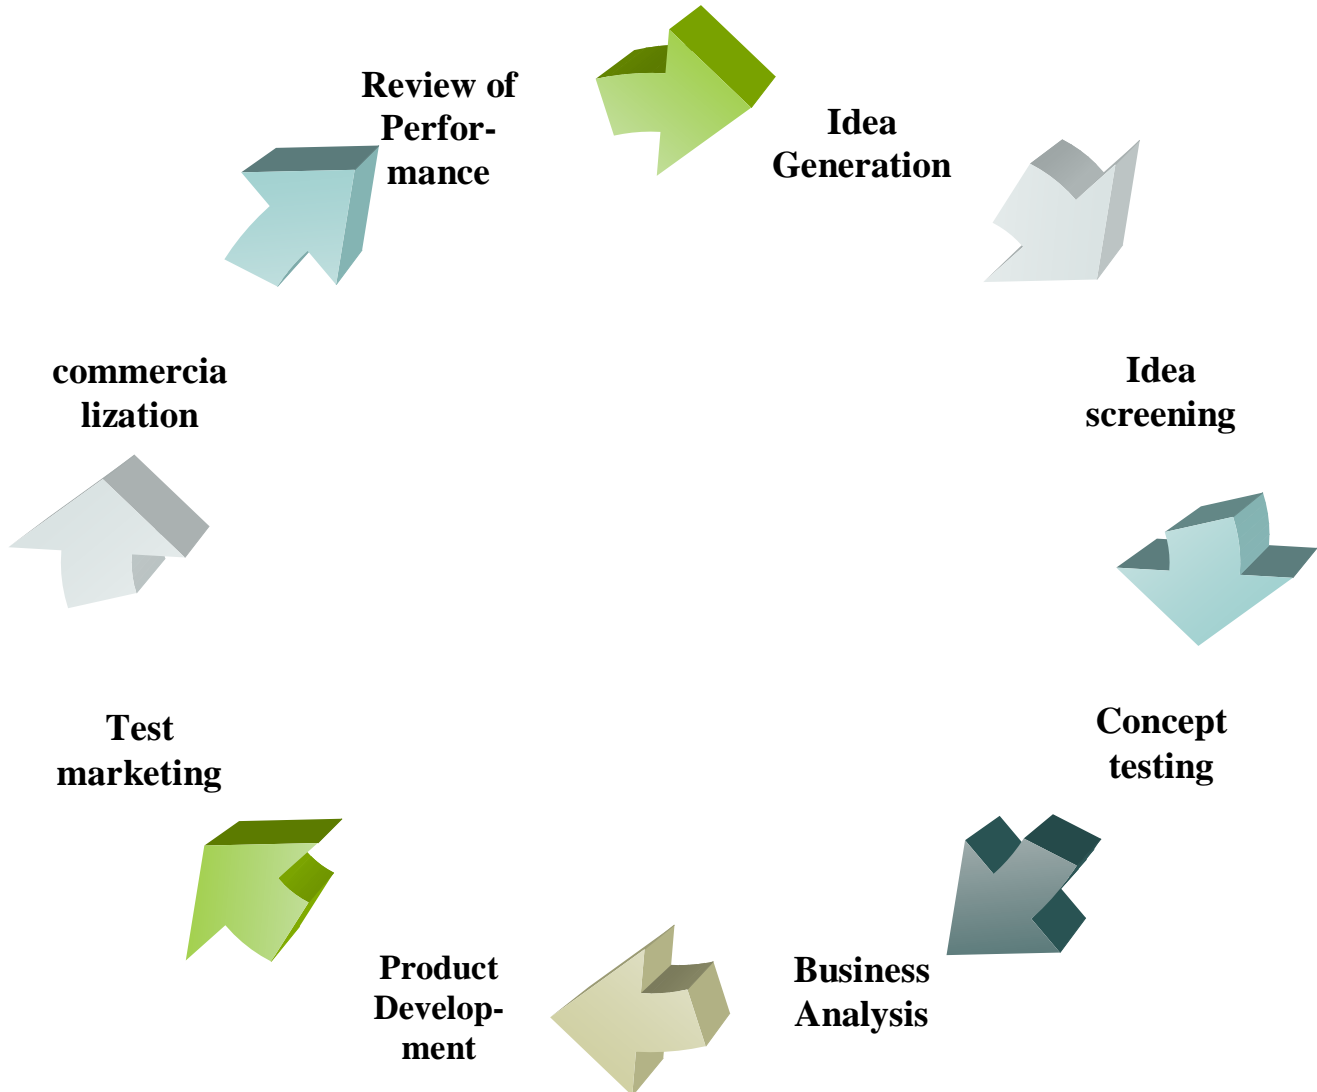 Review of
Perfor-
mance
Idea
Generation
Idea
screening
Concept
testing
Business
Analysis
Product
Develop-
ment
Test
marketing
commercia
lization